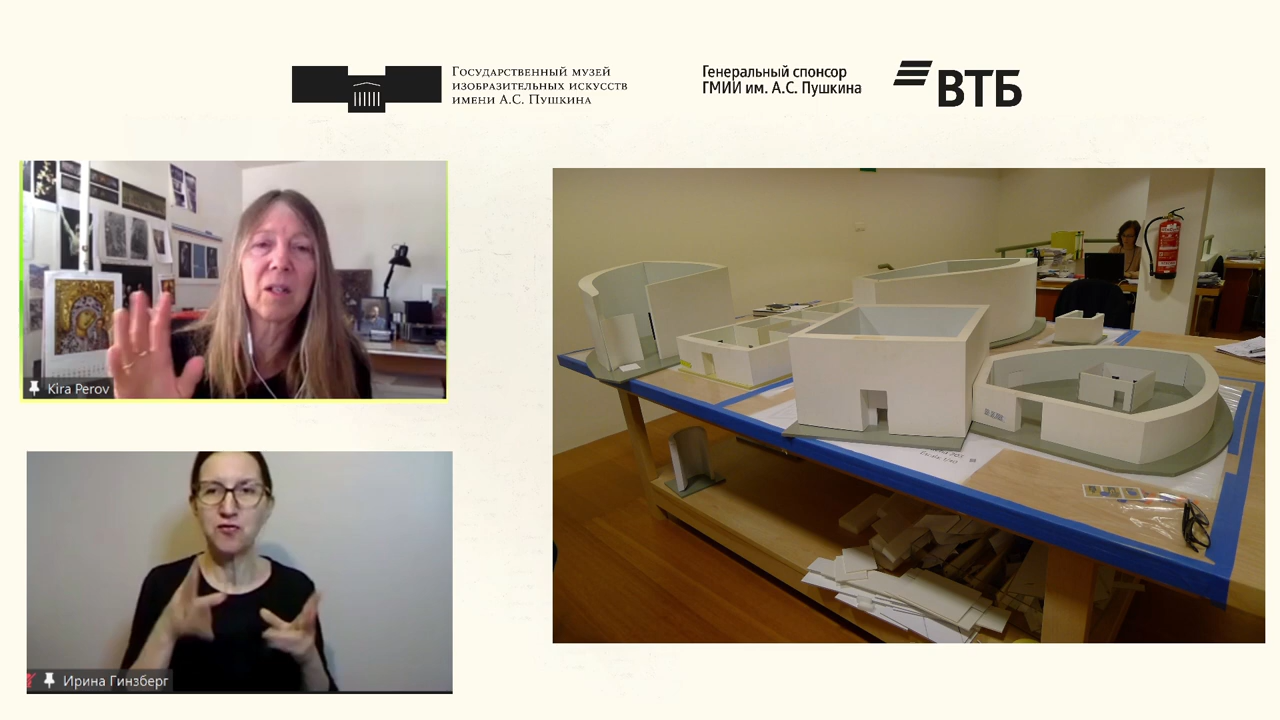 Государственный музей
изобразительных искусств
имени А.С. Пушкина
Генеральный спонсор
ГМИИ им. А.С. Пушкина
ВТБ
Kira Perov
Ирина Гинзберг